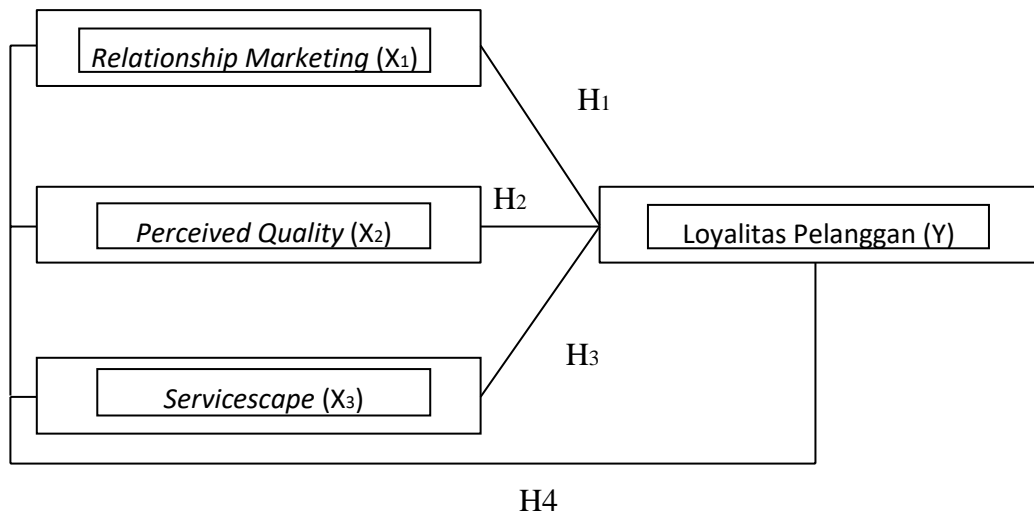 Relationship Marketing (X1)
H1
H2
Perceived Quality (X2)
Loyalitas Pelanggan (Y)
H3
Servicescape (X3)
H4